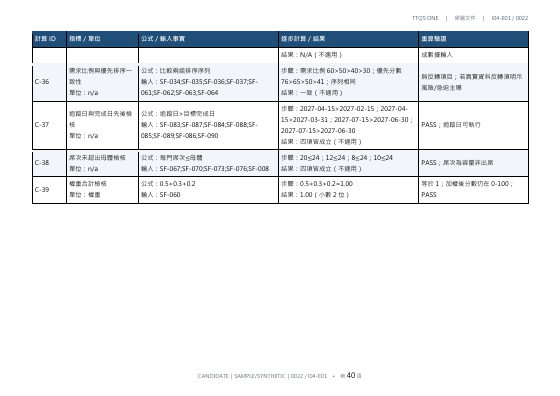 TTQS ONE | 掃鏡文件 | I04-E01 / 0022
計算 ID 指標 / 單位 公式 / 輸入事實 逐步計算 / 結果 重算驗證
結果：N/A ( 不適用 ) 或數據輸入
C-36
需求比例與優先排序一
致性
單位：n/a
公式：比較兩組排序序列
輸入：SF-034;SF-035;SF-036;SF-037;SF-
061;SF-062;SF-063;SF-064
步驟：需求比例 60>50>40>30；優先分數
76>65>50>41；序列相同
結果：一致 ( 不適用 )
與反轉項目；若真實資料反轉須明示
風險/急迫主導
C-37
追蹤日與完成日先後檢
核
單位：n/a
公式：追蹤日>目標完成日
輸入：SF-083;SF-087;SF-084;SF-088;SF-
085;SF-089;SF-086;SF-090
步驟：2027-04-15>2027-02-15；2027-04-
15>2027-03-31；2027-07-15>2027-06-30；
2027-07-15>2027-06-30
結果：四項皆成立 ( 不適用 )
PASS；追蹤日可執行
C-38
席次未超出母體檢核
單位：n/a
公式：每門席次≤母體
輸入：SF-067;SF-070;SF-073;SF-076;SF-008
步驟：20≤24；12≤24；8≤24；10≤24
結果：四項皆成立 ( 不適用 )
PASS；席次為容量非出席
C-39
權重合計檢核
單位：權重
公式：0.5+0.3+0.2
輸入：SF-060
步驟：0.5+0.3+0.2=1.00
結果：1.00 ( 小數 2 位 )
等於 1；加權後分數仍在 0-100；
PASS
CANDIDATE | SAMPLE/SYNTHETIC | 0022 / I04-E01 • 第 40 頁